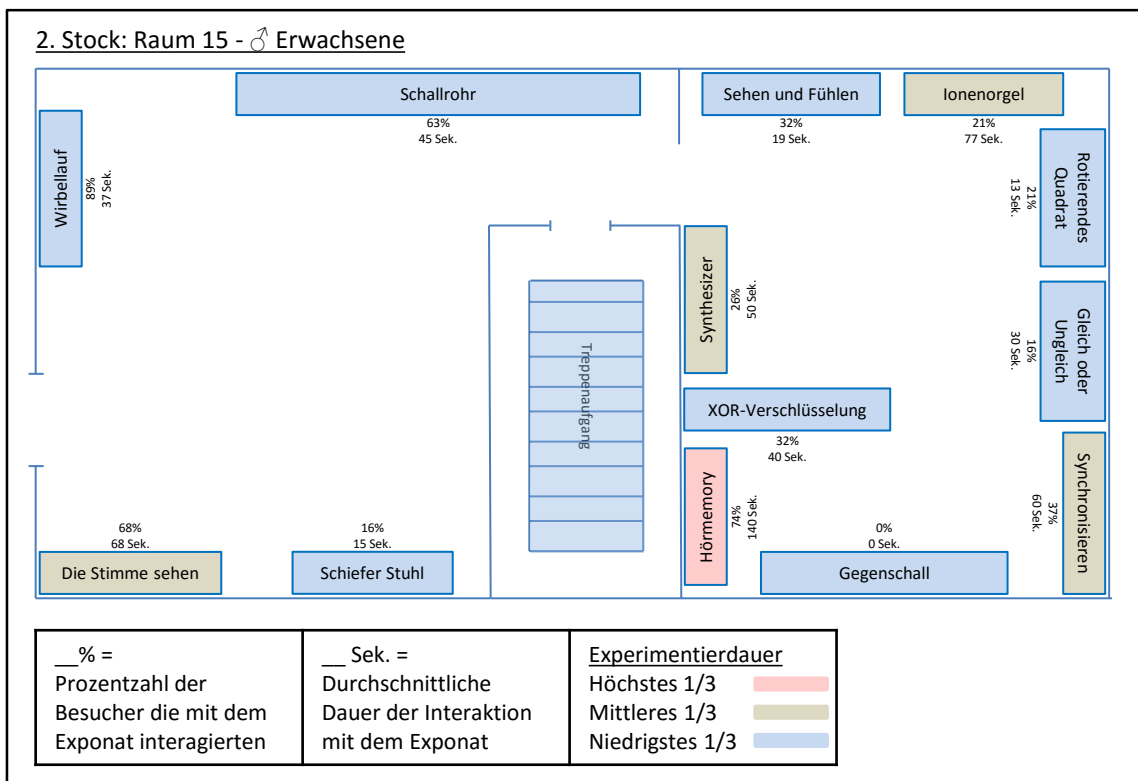 2. Stock: Raum 15 - ♂ Erwachsene
Schallrohr
63%
45 Sek.
Sehen und Fühlen
32%
19 Sek.
Ionenorgel
21%
77 Sek.
Wirbellauf
89%
37 Sek.
Rotierendes
Quadrat
21%
13 Sek.
Synthesizer
26%
50 Sek.
Gleich oder
Ungleich
16%
30 Sek.
Treppenaufgang
XOR-Verschlüsselung
32%
40 Sek.
Hörmemory
74%
140 Sek.
Synchronisieren
37%
60 Sek.
68%
68 Sek.
Die Stimme sehen
16%
15 Sek.
Schiefer Stuhl
0%
0 Sek.
Gegenschall
__% =
Prozentzahl der
Besucher die mit dem
Exponat interagierten
__ Sek. =
Durchschnittliche
Dauer der Interaktion
mit dem Exponat
Experimentierdauer
Höchstes 1/3
Mittleres 1/3
Niedrigstes 1/3